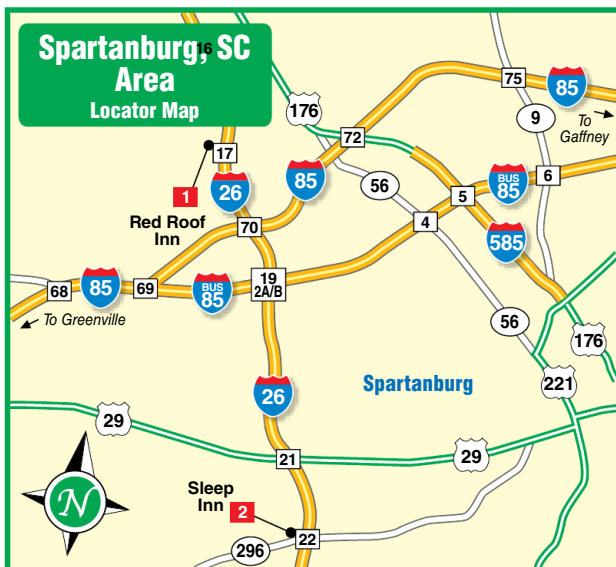 Spartanburg, SC
16
Area
Locator Map
176
75
85
To
Gaffney
9
72
17
1
26
85
56
BUS
85
6
5
Red Roof
Inn
70
4
585
68
85
69
BUS
85
19
2A/B
To Greenville
56
176
Spartanburg
221
26
29
29
21
N
Sleep
Inn
2
22
296